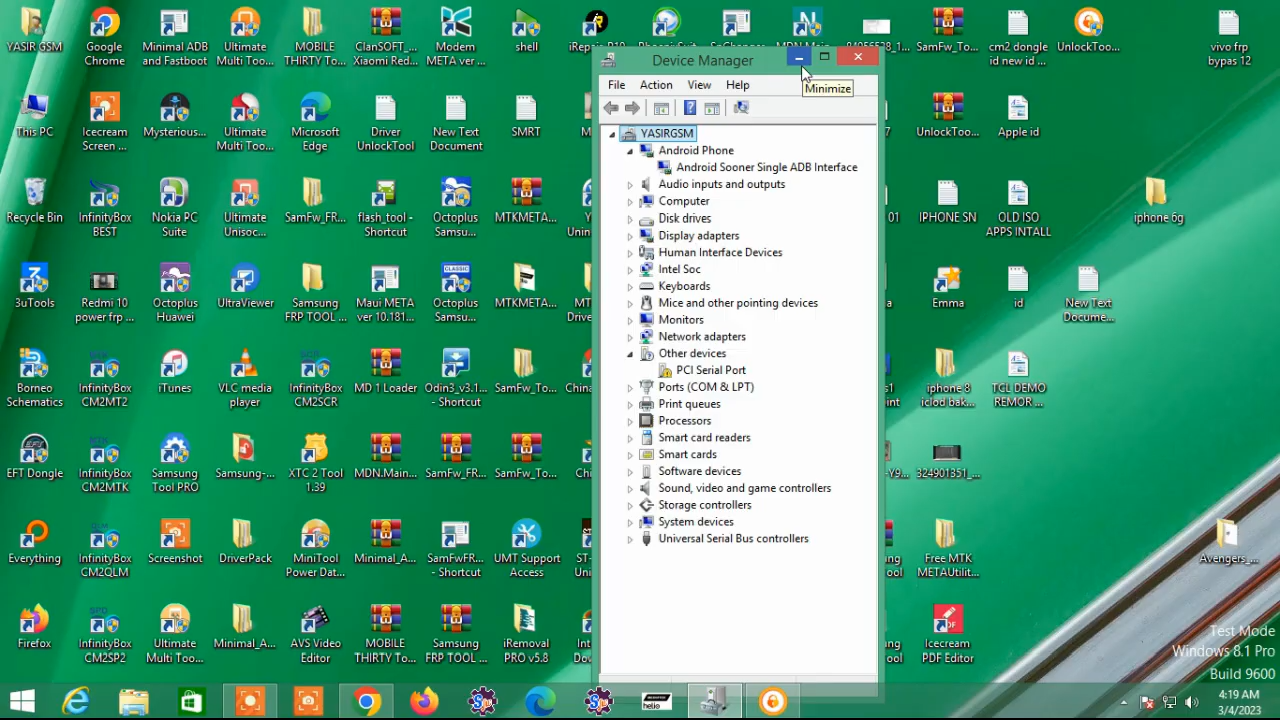 YASIR GSM
Google
Chrome
Minimal ADB
and Fastboot
Ultimate
Multi Too...
MOBILE
THIRTY To...
ClanSOFT_...
Xiaomi Red...
Modem
META ver ...
shell
SamFw_To...
cm2 dongle
id new id ...
UnlockToo...
vivo frp
bypas 12
Device Manager
Minimize
File
Action
View
Help
YASIRGSM
Android Phone
Android Sooner Single ADB Interface
Audio inputs and outputs
Computer
Disk drives
Display adapters
Human Interface Devices
Intel Soc
Keyboards
Mice and other pointing devices
Monitors
Network adapters
Other devices
PCI Serial Port
Ports (COM & LPT)
Print queues
Processors
Smart card readers
Smart cards
Software devices
Sound, video and game controllers
Storage controllers
System devices
Universal Serial Bus controllers
This PC
Icecream
Screen ...
Mysterious...
Ultimate
Multi Too...
Microsoft
Edge
Driver
UnlockTool
New Text
Document
SMRT
UnlockTo...
Apple id
Recycle Bin
InfinityBox
BEST
Nokia PC
Suite
Ultimate
Unisoc...
SamFw_FR...
flash_tool -
Shortcut
Octoplus
Samsu...
MTKMETA...
01
IPHONE SN
OLD ISO
APPS INTALL
iphone 6g
3uTools
Redmi 10
power frp ...
Octoplus
Huawei
UltraViewer
Samsung
FRP TOOL ...
Maui META
ver 10.181...
CLASSIC
Octoplus
Samsu...
MTKMETA...
Emma
id
New Text
Docume...
Borneo
Schematics
InfinityBox
CM2MT2
iTunes
VLC media
player
InfinityBox
CM2SCR
MD 1 Loader
Odin3_v3.1...
- Shortcut
SamFw_To...
iphone 8
iclod bak...
TCL DEMO
REMOR ...
EFT Dongle
InfinityBox
CM2MTK
Samsung
Tool PRO
Samsung-...
XTC 2 Tool
1.39
MDN.Main...
SamFw_FR...
SamFw_To...
-Y9...
324901351_...
Everything
InfinityBox
CM2QLM
Screenshot
DriverPack
MiniTool
Power Dat...
Minimal_A...
SamFwFR...
- Shortcut
UMT Support
Access
Free MTK
METAUtilit...
Avengers_...
Firefox
InfinityBox
CM2SP2
Ultimate
Multi Too...
Minimal_A...
AVS Video
Editor
MOBILE
THIRTY To...
Samsung
FRP TOOL ...
iRemoval
PRO v5.8
Icecream
PDF Editor
Test Mode
Windows 8.1 Pro
Build 9600
helio
4:19 AM
3/4/2023